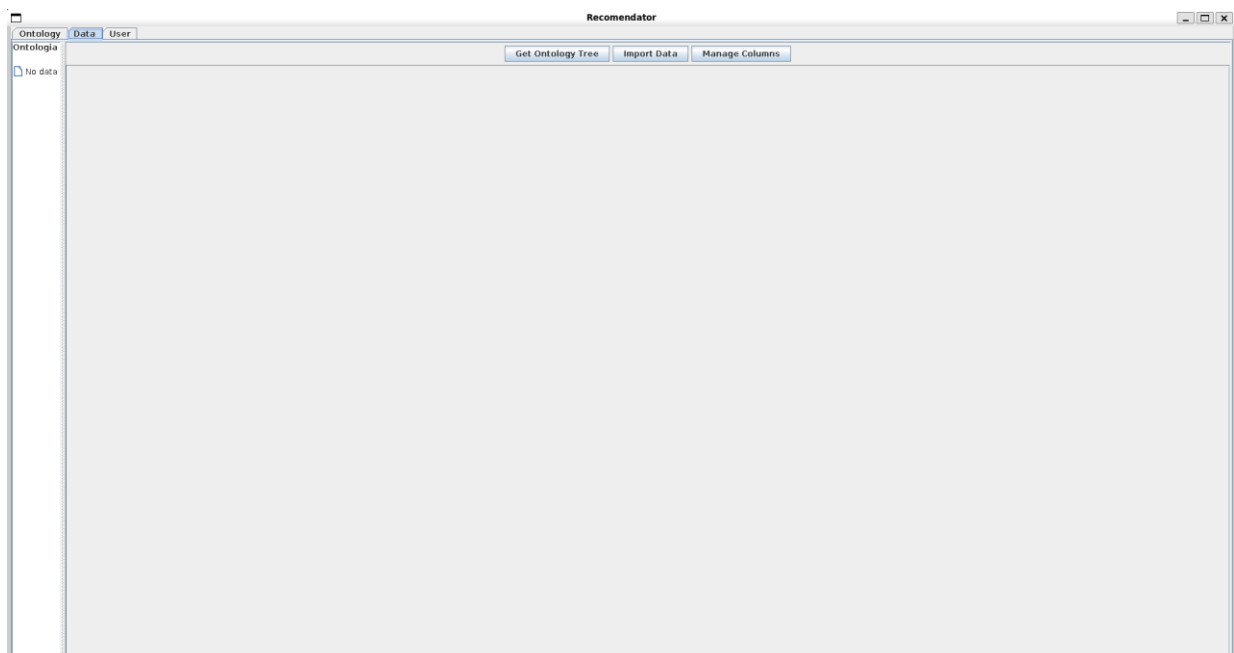 Recomendator
Ontology Data User
Ontologia
Get Ontology Tree Import Data Manage Columns
No data